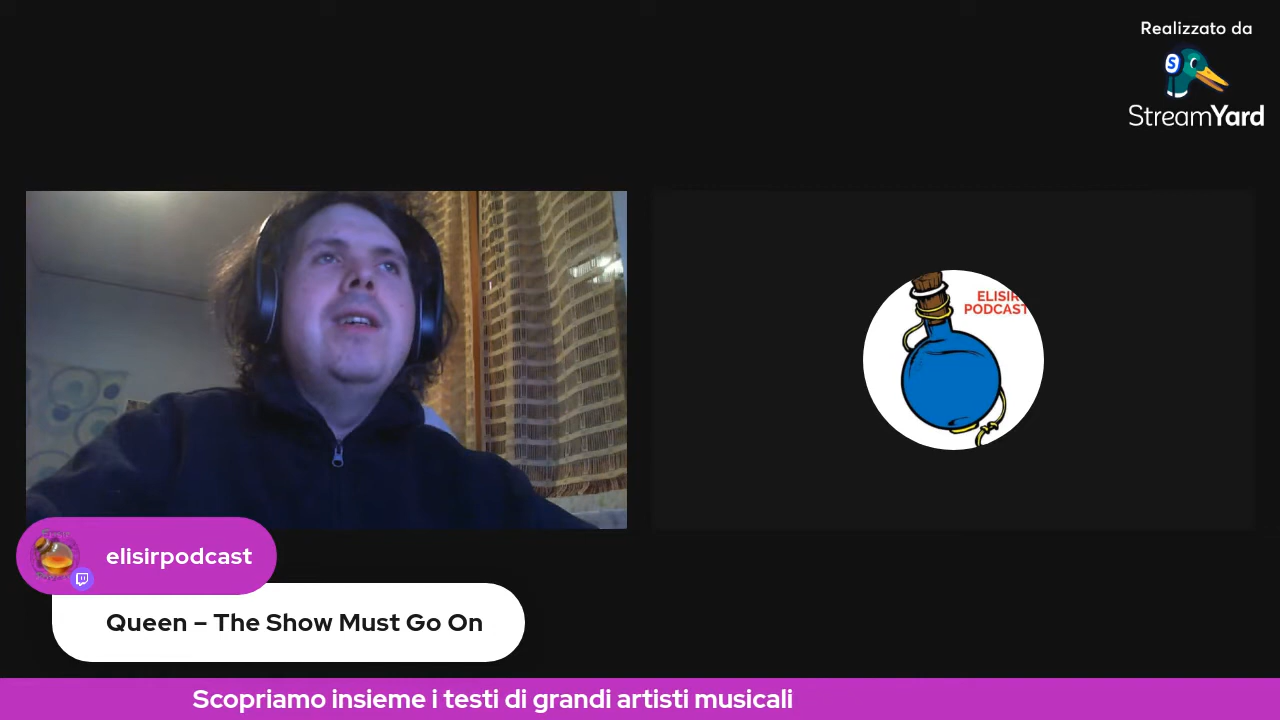 Realizzato da
StreamYard
ELISIR
PODCAST
elisirpodcast
Queen – The Show Must Go On
Scopriamo insieme i testi di grandi artisti musicali